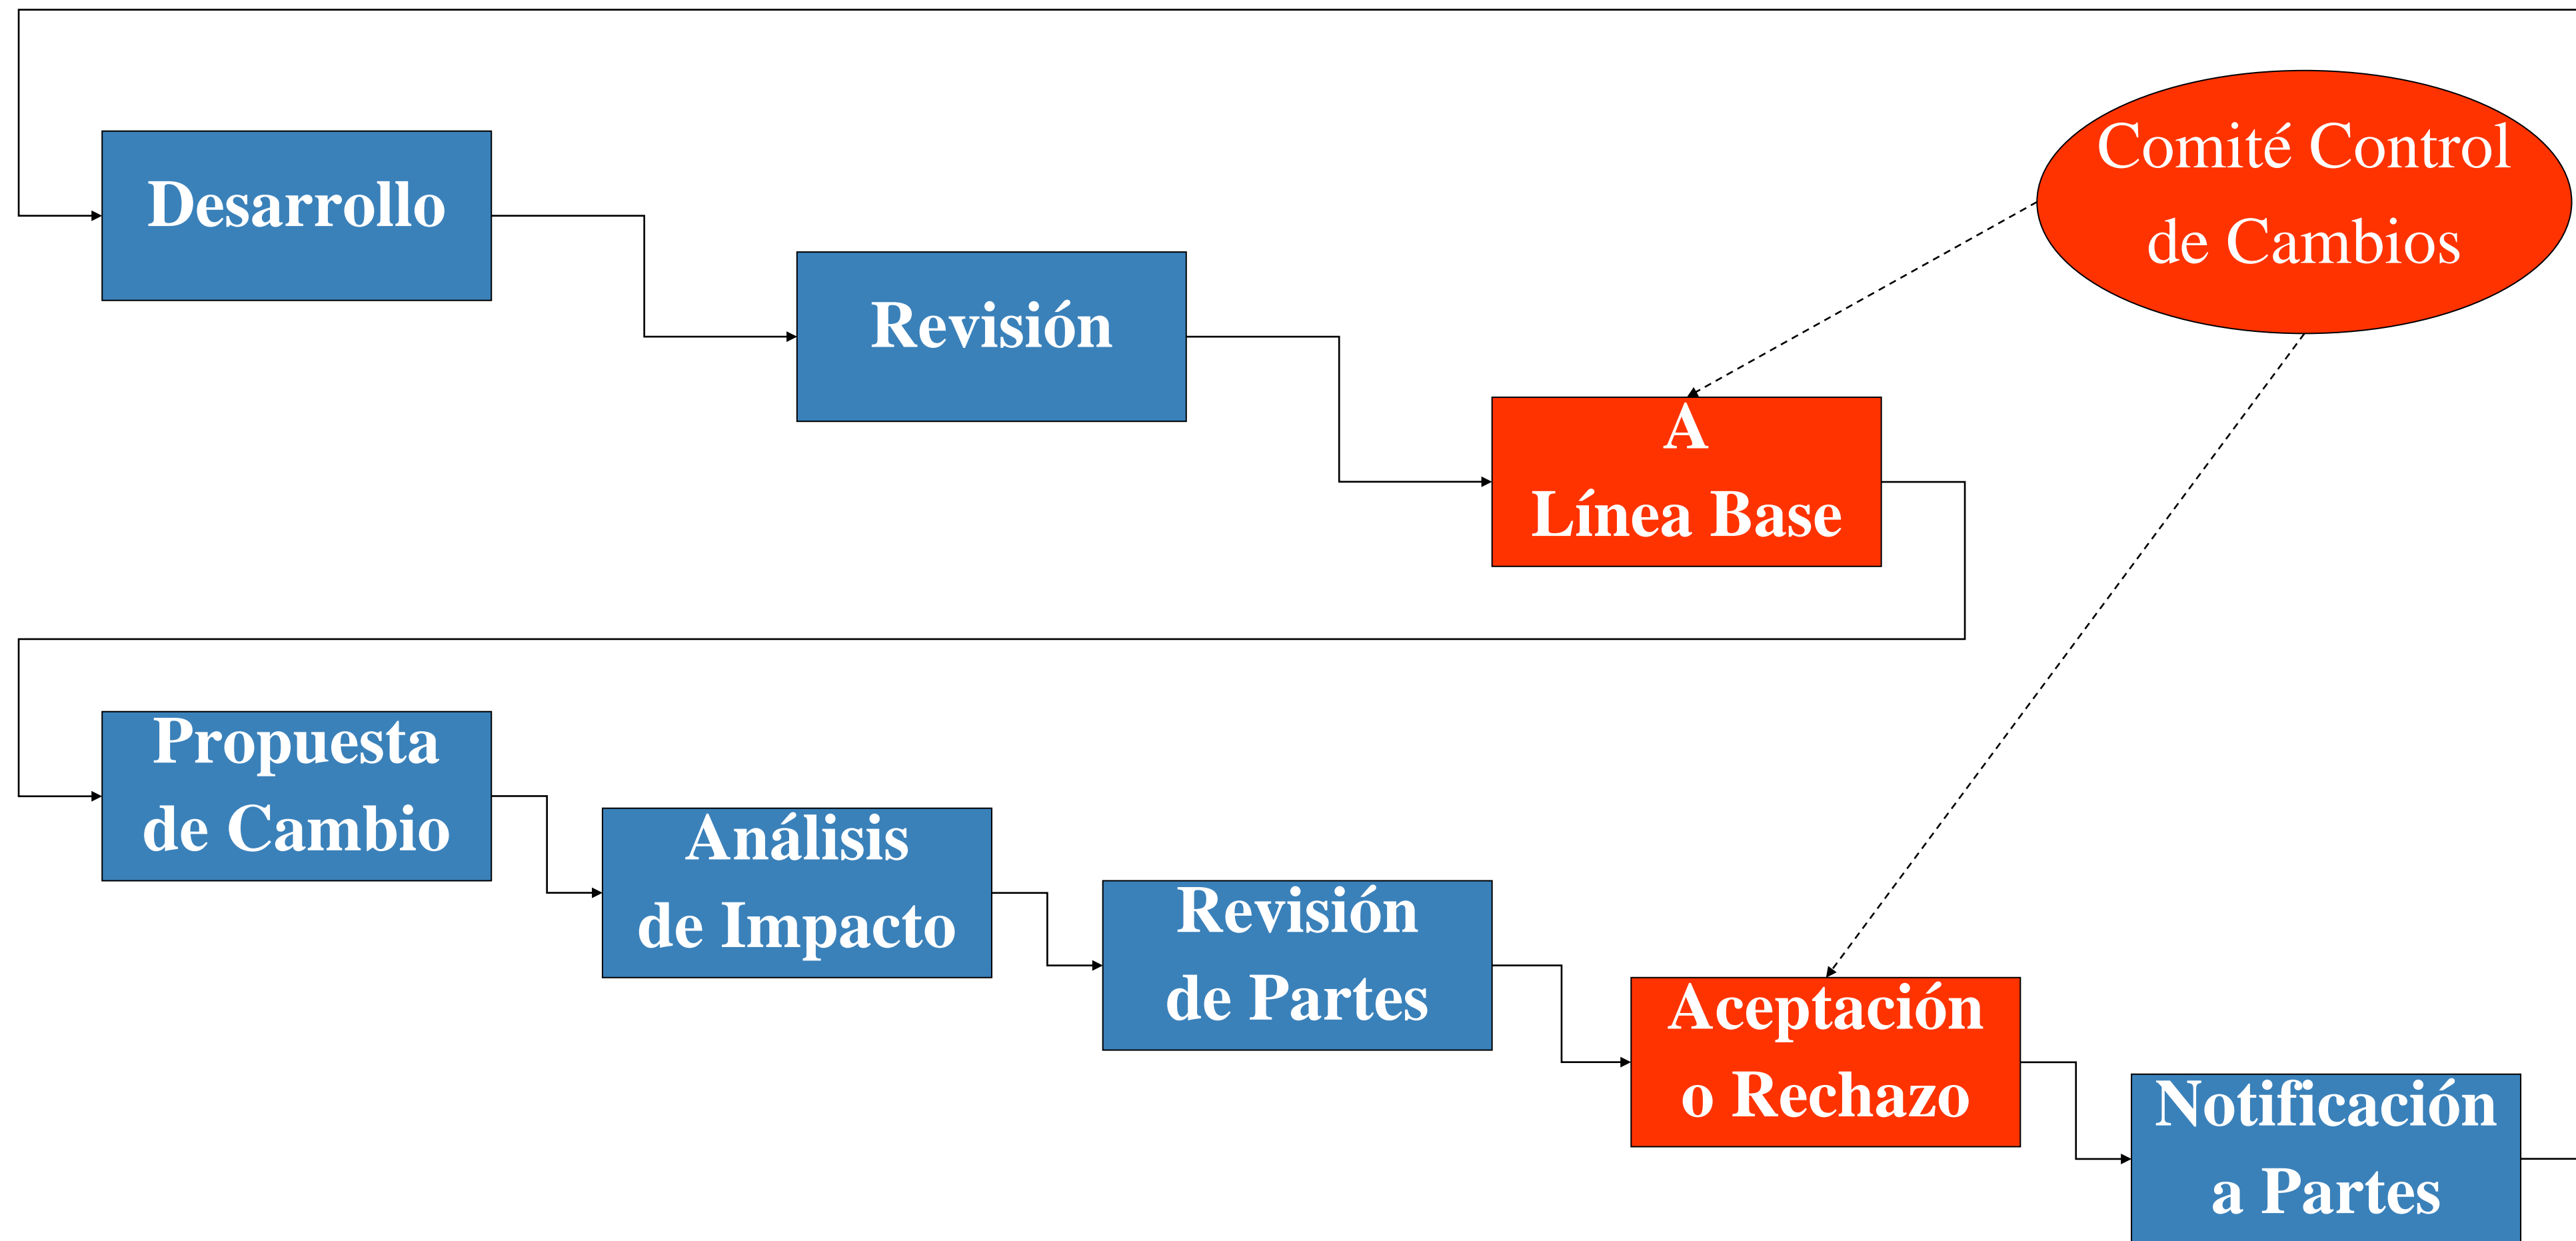 Comité Control
de Cambios
Desarrollo
Revisión
A
Línea Base
Propuesta
de Cambio
Análisis
de Impacto
Revisión
de Partes
Aceptación
o Rechazo
Notificación
a Partes